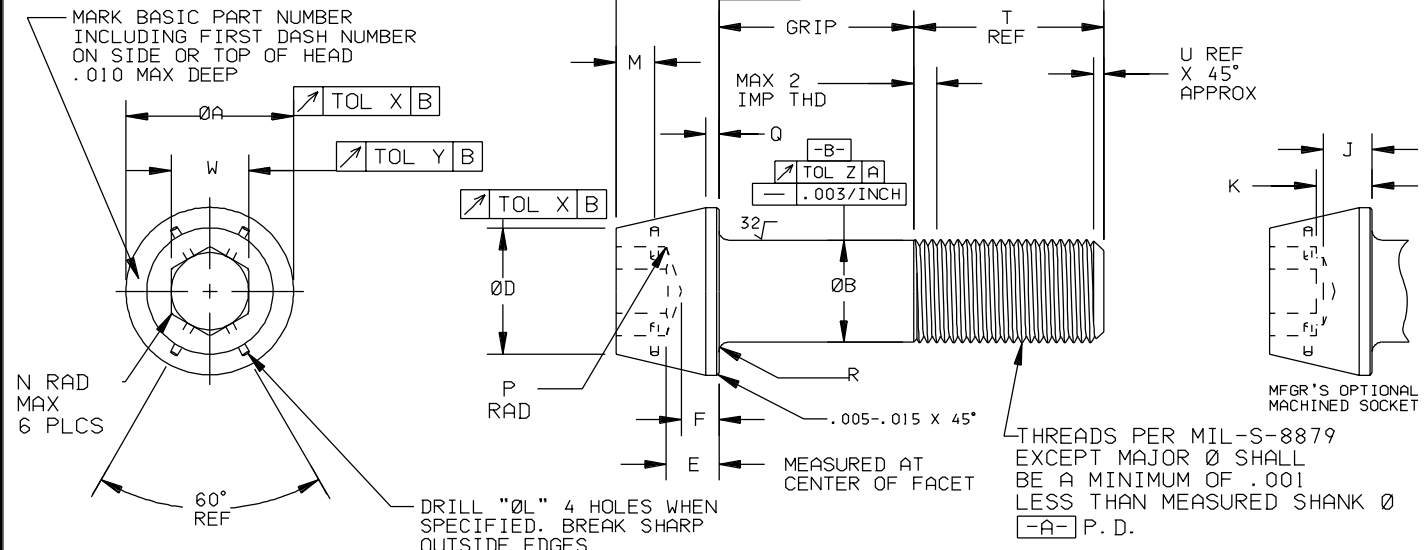 MARK BASIC PART NUMBER
INCLUDING FIRST DASH NUMBER
ON SIDE OR TOP OF HEAD
.010 MAX DEEP
ØA
TOL X B
W
TOL Y B
N RAD
MAX
6 PLCS
60°
REF
DRILL "ØL" 4 HOLES WHEN
SPECIFIED. BREAK SHARP
OUTSIDE EDGES
M
GRIP
T
REF
MAX 2
IMP THD
U REF
X 45°
APPROX
Q
-B-
TOL Z A
.003/INCH
TOL X B
32
ØD
ØB
P
RAD
R
F
E
.005-.015 X 45°
MEASURED AT
CENTER OF FACET
J
K
MFGR'S OPTIONAL
MACHINED SOCKET
THREADS PER MIL-S-8879
EXCEPT MAJOR Ø SHALL
BE A MINIMUM OF .001
LESS THAN MEASURED SHANK Ø
-A- P.D.